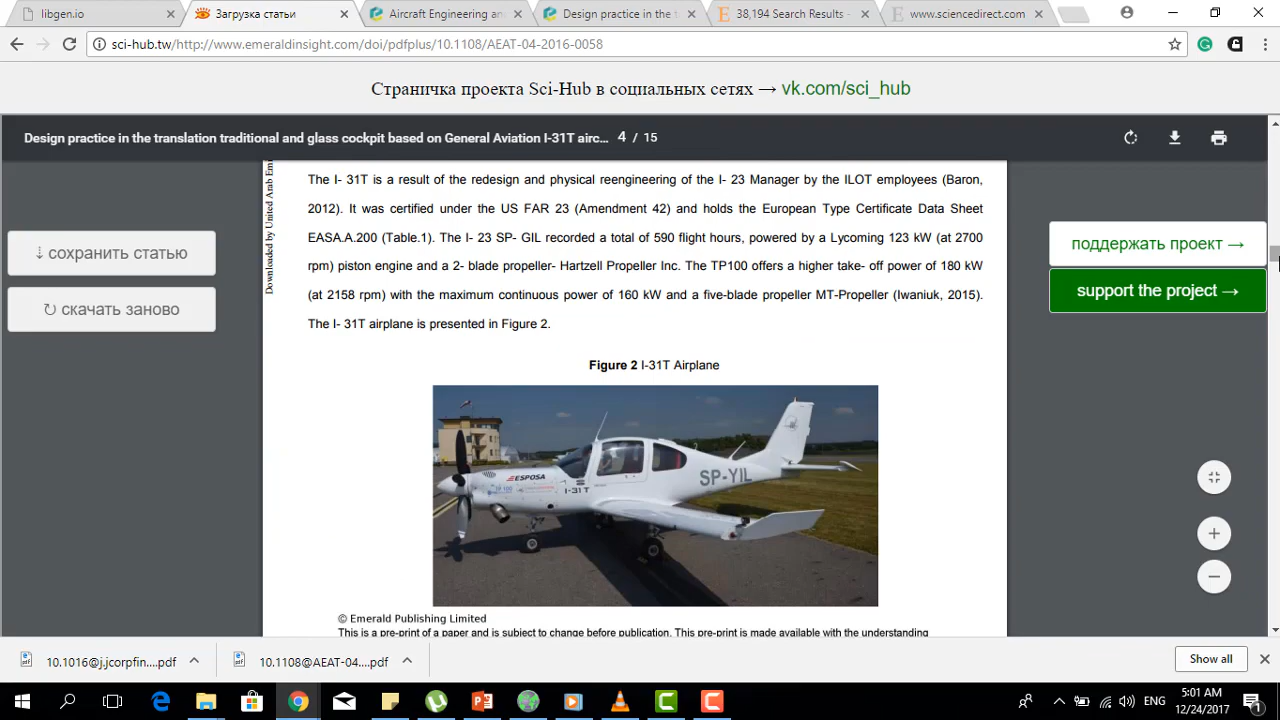 libgen.io
Загрузка статьи
Aircraft Engineering and
Design practice in the t
38,194 Search Results -
www.sciencedirect.com
sci-hub.tw/http://www.emeraldinsight.com/doi/pdfplus/10.1108/AEAT-04-2016-0058
Страничка проекта Sci-Hub в социальных сетях → vk.com/sci_hub
Design practice in the translation traditional and glass cockpit based on General Aviation I-31T airc... 4 / 15
↓ сохранить статью
↻ скачать заново
поддержать проект →
support the project →
Downloaded by United Arab Emi
The I- 31T is a result of the redesign and physical reengineering of the I- 23 Manager by the ILOT employees (Baron,
2012). It was certified under the US FAR 23 (Amendment 42) and holds the European Type Certificate Data Sheet
EASA.A.200 (Table.1). The I- 23 SP- GIL recorded a total of 590 flight hours, powered by a Lycoming 123 kW (at 2700
rpm) piston engine and a 2- blade propeller- Hartzell Propeller Inc. The TP100 offers a higher take- off power of 180 kW
(at 2158 rpm) with the maximum continuous power of 160 kW and a five-blade propeller MT-Propeller (Iwaniuk, 2015).
The I- 31T airplane is presented in Figure 2.
Figure 2 I-31T Airplane
ESPOSA
I-31T
SP-YIL
© Emerald Publishing Limited
This is a pre-print of a paper and is subject to change before publication. This pre-print is made available with the understanding
10.1016@j.jcorpfin....pdf
10.1108@AEAT-04....pdf
Show all
ENG
5:01 AM
12/24/2017
1